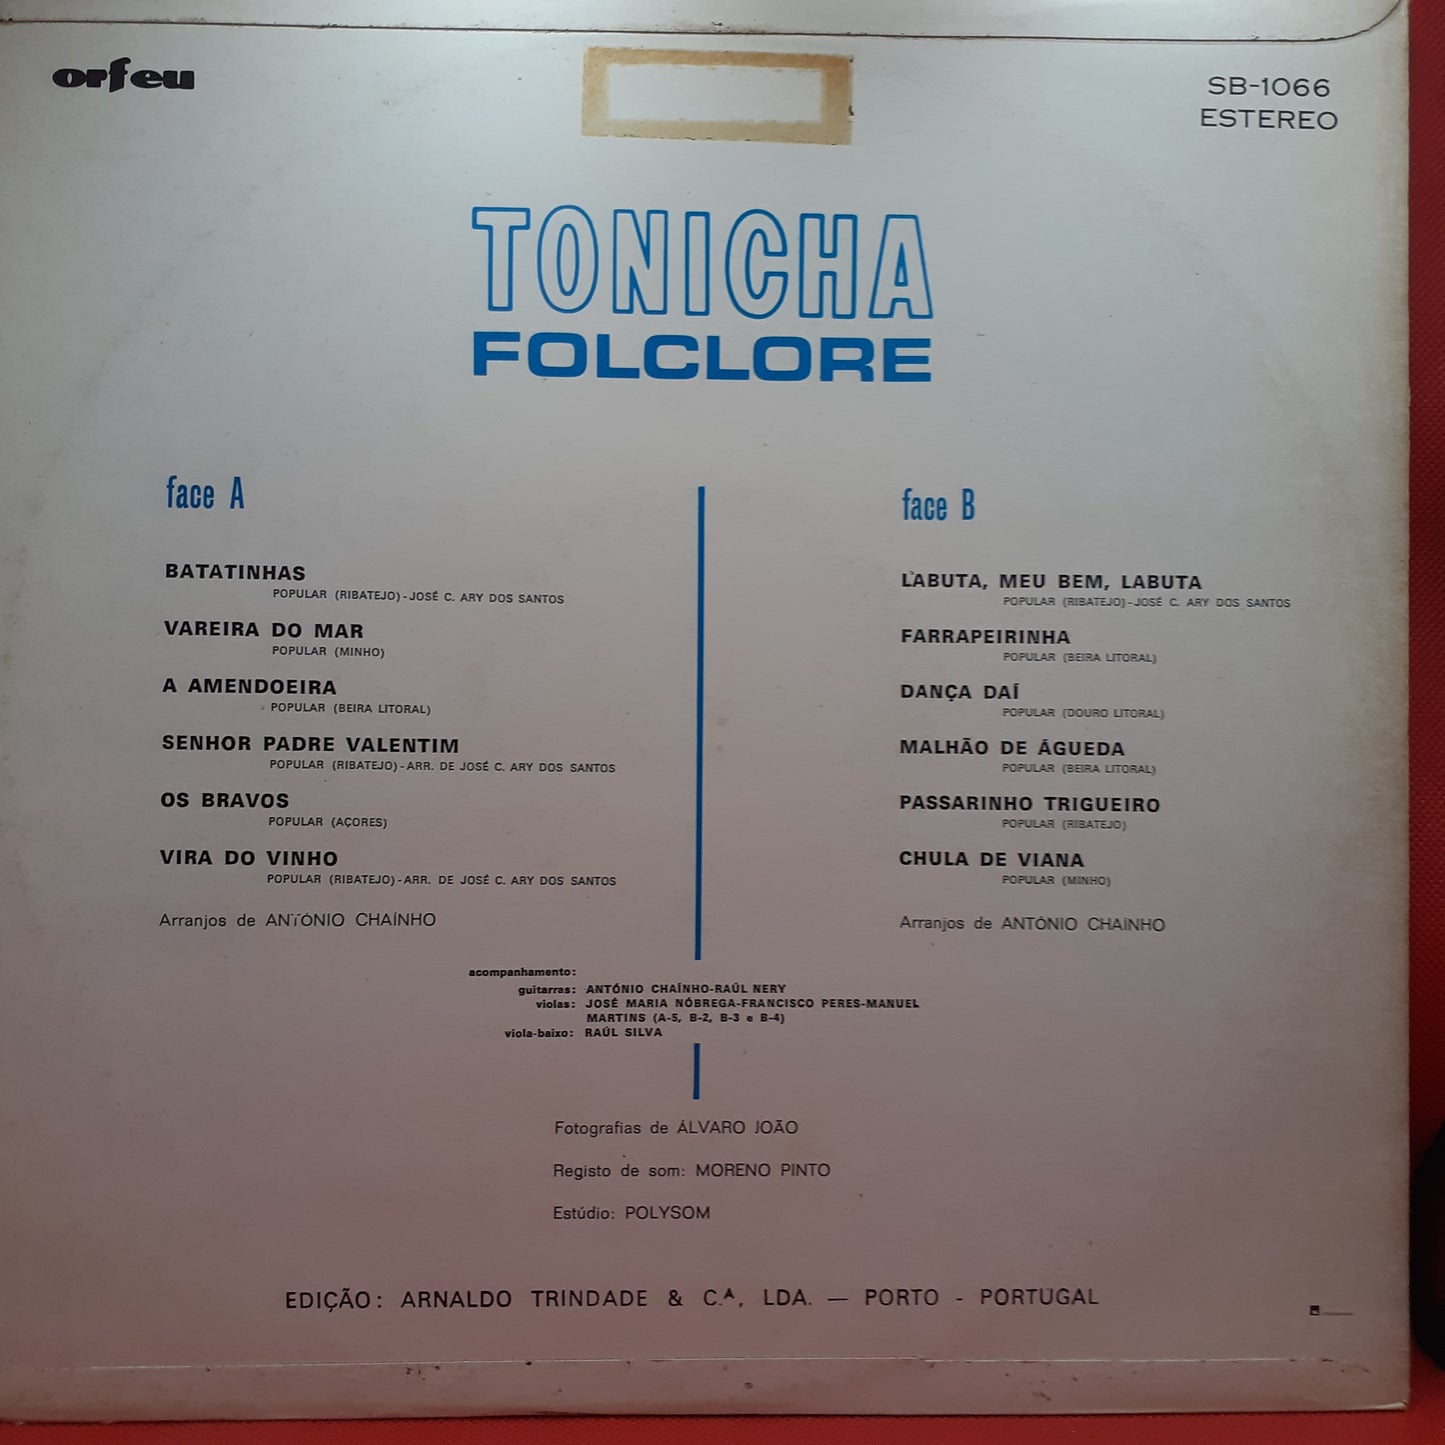 orfeu
SB-1066
ESTEREO
TONICHA
FOLCLORE
face A
BATATINHAS
POPULAR (RIBATEJO)-JOSÉ C. ARY DOS SANTOS
VAREIRA DO MAR
POPULAR (MINHO)
A AMENDOEIRA
POPULAR (BEIRA LITORAL)
SENHOR PADRE VALENTIM
POPULAR (RIBATEJO)-ARR. DE JOSÉ C. ARY DOS SANTOS
OS BRAVOS
POPULAR (AÇORES)
VIRA DO VINHO
POPULAR (RIBATEJO)-ARR. DE JOSÉ C. ARY DOS SANTOS
Arranjos de ANTÓNIO CHAÍNHO
face B
LABUTA, MEU BEM, LABUTA
POPULAR (RIBATEJO)-JOSÉ C. ARY DOS SANTOS
FARRAPEIRINHA
POPULAR (BEIRA LITORAL)
DANÇA DAÍ
POPULAR (DOURO LITORAL)
MALHÃO DE ÁGUEDA
POPULAR (BEIRA LITORAL)
PASSARINHO TRIGUEIRO
POPULAR (RIBATEJO)
CHULA DE VIANA
POPULAR (MINHO)
Arranjos de ANTÓNIO CHAÍNHO
acompanhamento:
guitarras: ANTÓNIO CHAÍNHO-RAÚL NERY
violas: JOSÉ MARIA NÓBREGA-FRANCISCO PERES-MANUEL
MARTINS (A-5, B-2, B-3 e B-4)
viola-baixo: RAÚL SILVA
Fotografias de ÁLVARO JOÃO
Registo de som: MORENO PINTO
Estúdio: POLYSOM
EDIÇÃO: ARNALDO TRINDADE & C.ᴬ, LDA. — PORTO - PORTUGAL